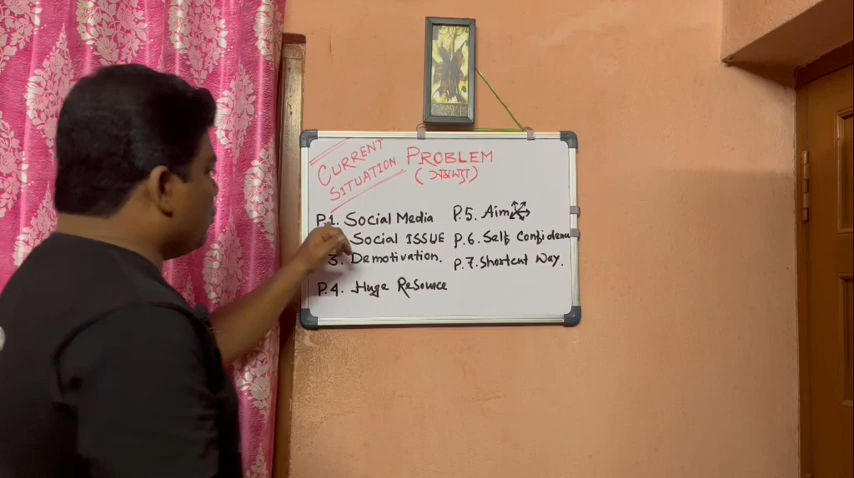 CURRENT
SITUATION
PROBLEM
(সমস্যা)
P.1. Social Media
Social ISSUE
3. Demotivation.
P.4. Huge Resource
P.5. Aim
P.6. Self Confidenc
P.7. Shortcut Way.